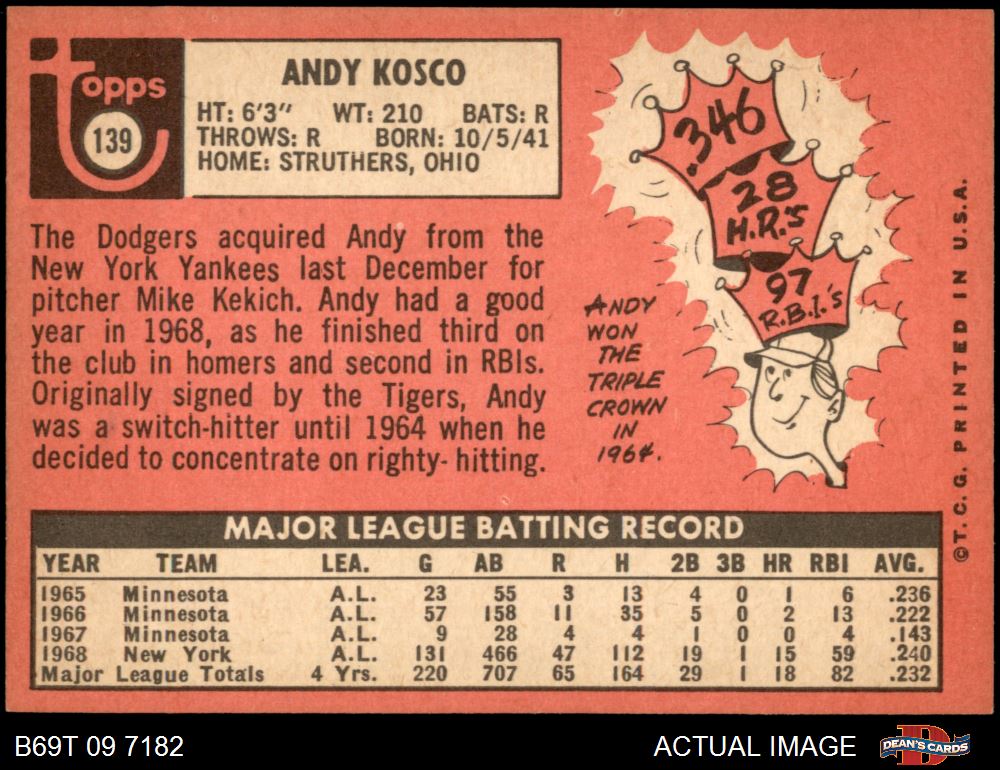 Topps
139
ANDY KOSCO
HT: 6'3" WT: 210 BATS: R
THROWS: R BORN: 10/5/41
HOME: STRUTHERS, OHIO
The Dodgers acquired Andy from the
New York Yankees last December for
pitcher Mike Kekich. Andy had a good
year in 1968, as he finished third on
the club in homers and second in RBIs.
Originally signed by the Tigers, Andy
was a switch-hitter until 1964 when he
decided to concentrate on righty- hitting.
.346
28
H.R.'S
97
R.B.I.'s
ANDY
WON
THE
TRIPLE
CROWN
IN
1964.
©T. C. G. PRINTED IN U.S.A.
MAJOR LEAGUE BATTING RECORD
YEAR TEAM LEA. G AB R H 2B 3B HR RBI AVG.
1965 Minnesota A.L. 23 55 3 13 4 0 1 6 .236
1966 Minnesota A.L. 57 158 11 35 5 0 2 13 .222
1967 Minnesota A.L. 9 28 4 4 1 0 0 4 .143
1968 New York A.L. 131 466 47 112 19 1 15 59 .240
Major League Totals 4 Yrs. 220 707 65 164 29 1 18 82 .232
B69T 09 7182
ACTUAL IMAGE
DEAN'S CARDS